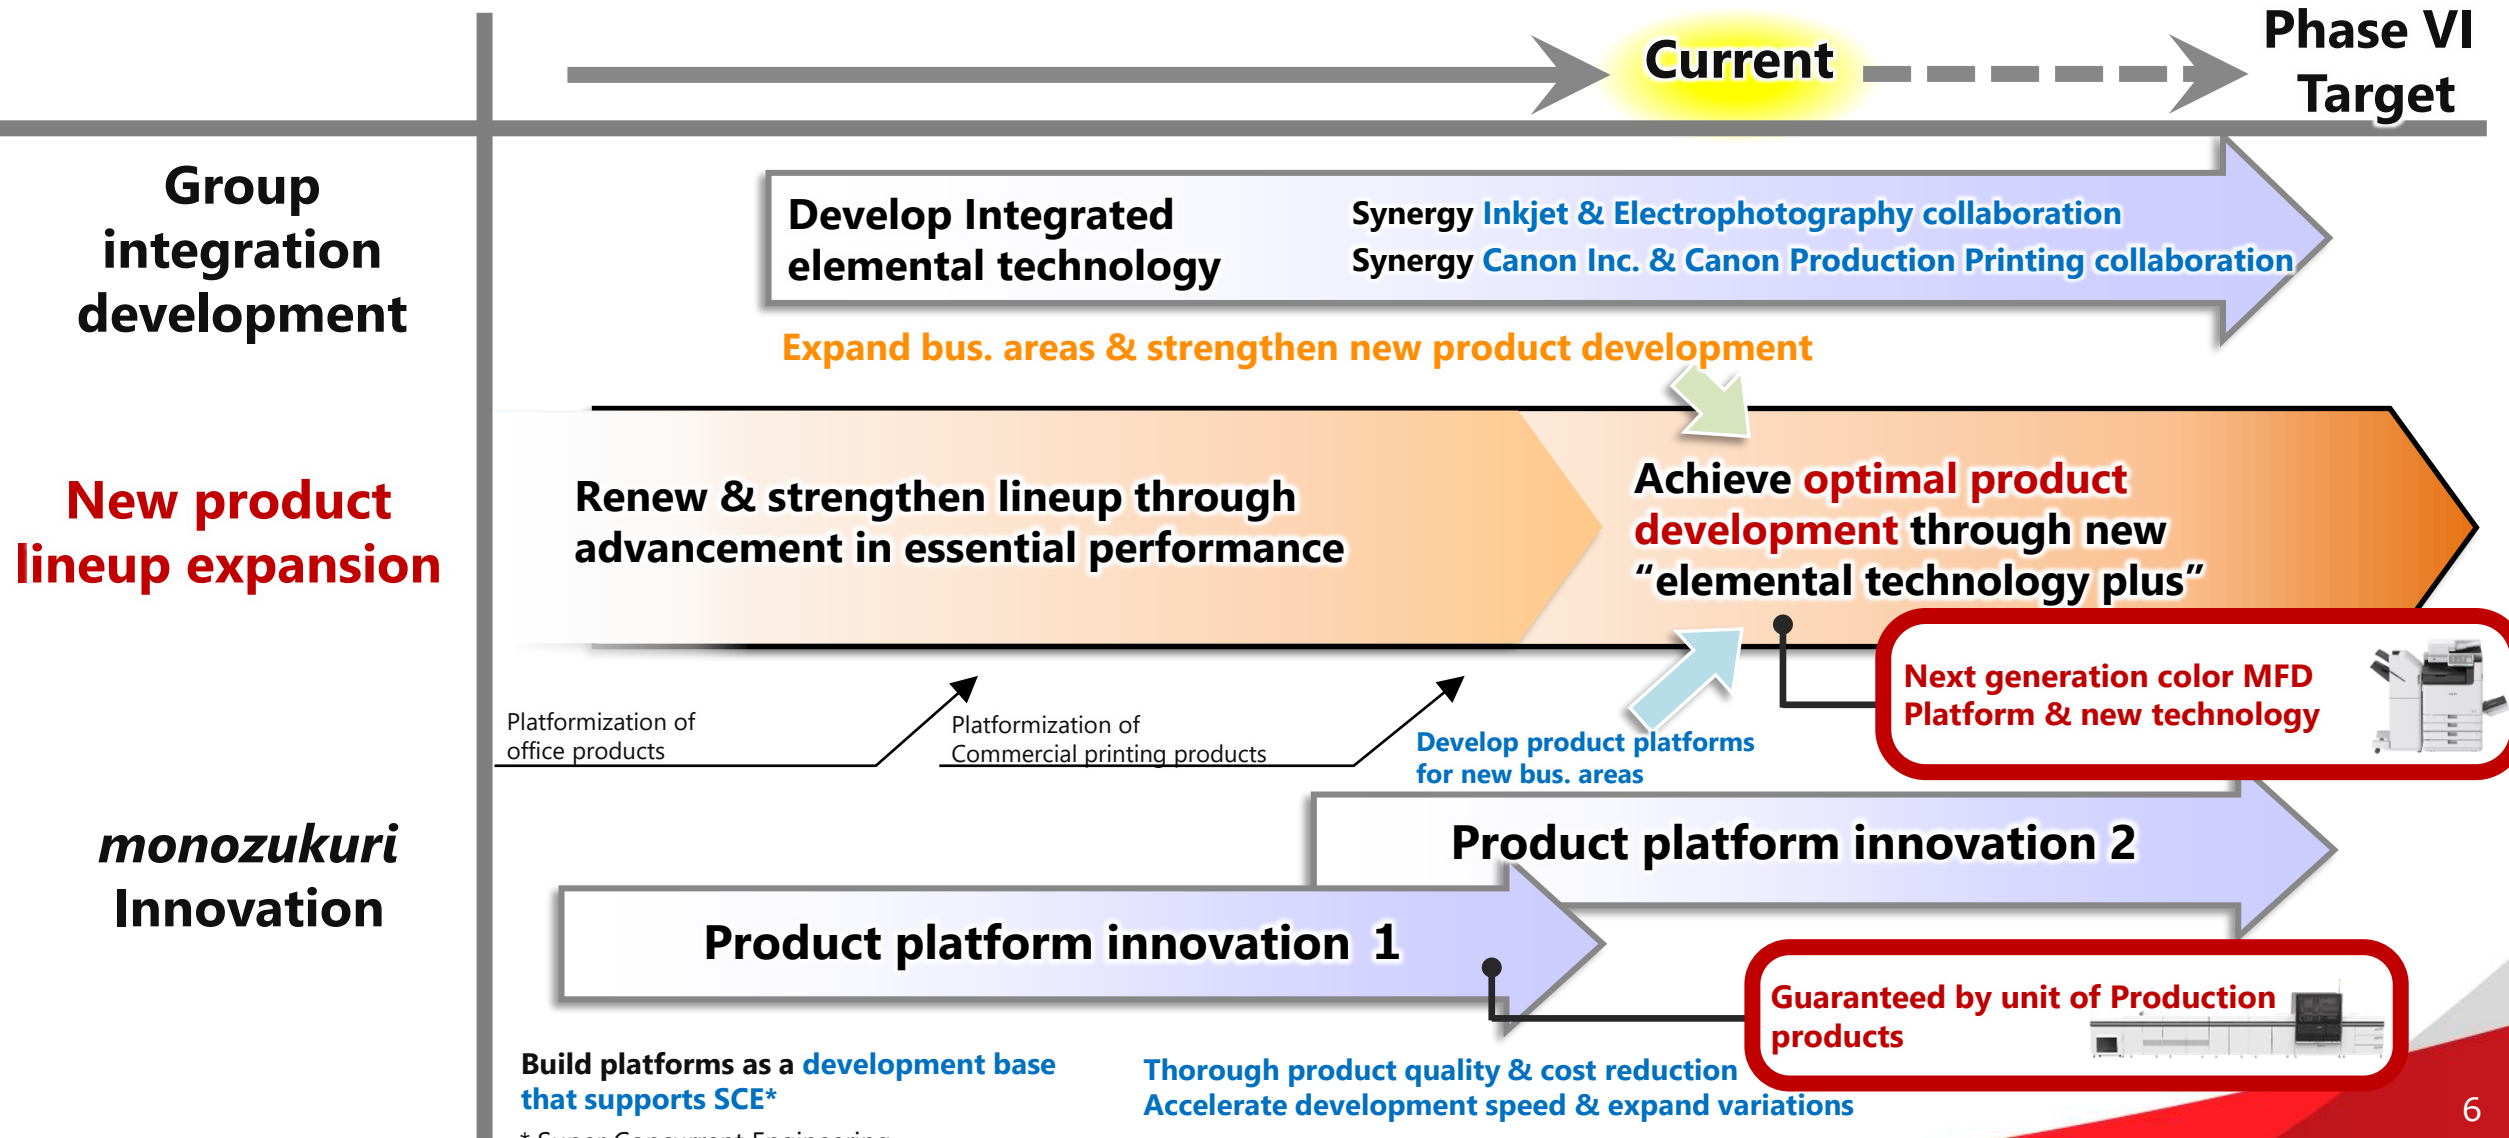 Current
Phase VI
Target
Group
integration
development
Develop Integrated
elemental technology
Synergy Inkjet & Electrophotography collaboration
Synergy Canon Inc. & Canon Production Printing collaboration
Expand bus. areas & strengthen new product development
New product
lineup expansion
Renew & strengthen lineup through
advancement in essential performance
Achieve optimal product
development through new
“elemental technology plus”
Next generation color MFD
Platform & new technology
Platformization of
office products
Platformization of
Commercial printing products
Develop product platforms
for new bus. areas
monozukuri
Innovation
Product platform innovation 2
Product platform innovation 1
Guaranteed by unit of Production
products
Build platforms as a development base
that supports SCE*
* Super Concurrent Engineering
Thorough product quality & cost reduction
Accelerate development speed & expand variations
6